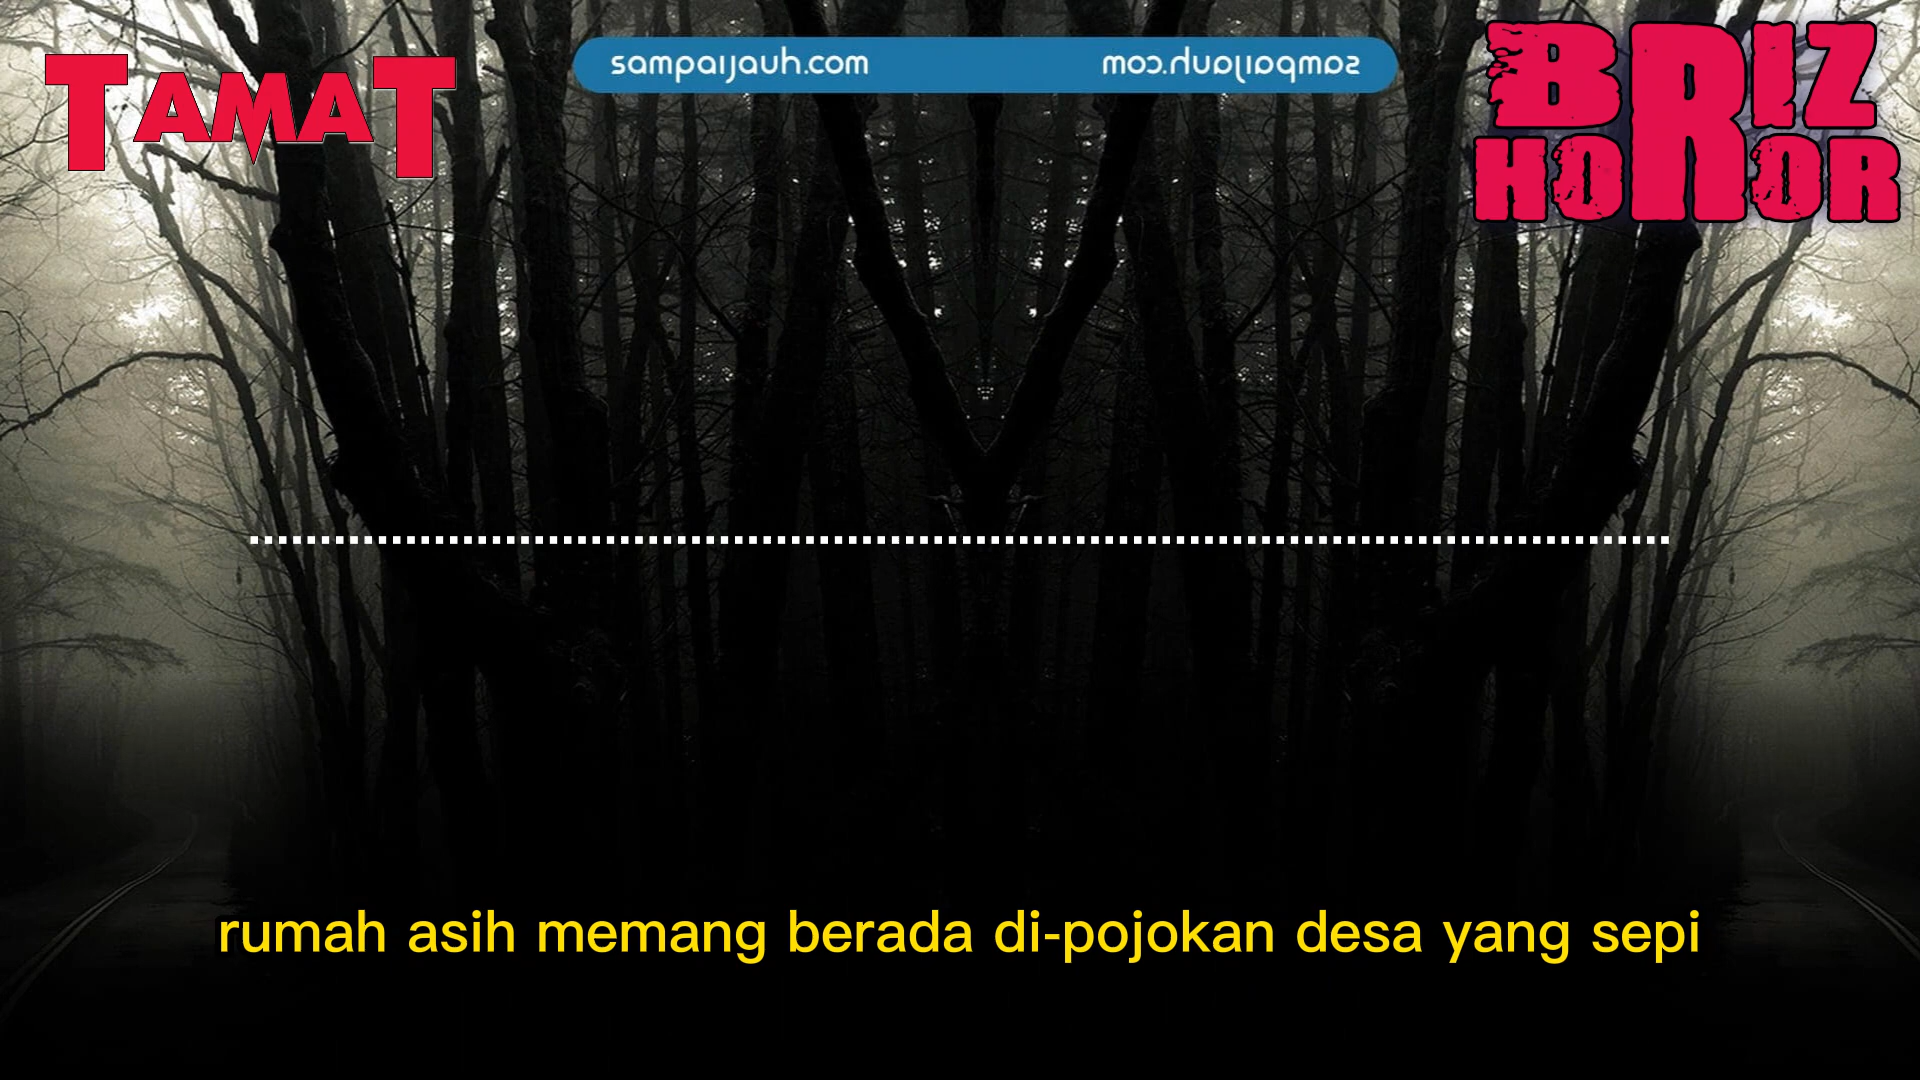 TAMAT
sampaijauh.com sampaijauh.com
BRIZ
HOROR
rumah asih memang berada di-pojokan desa yang sepi